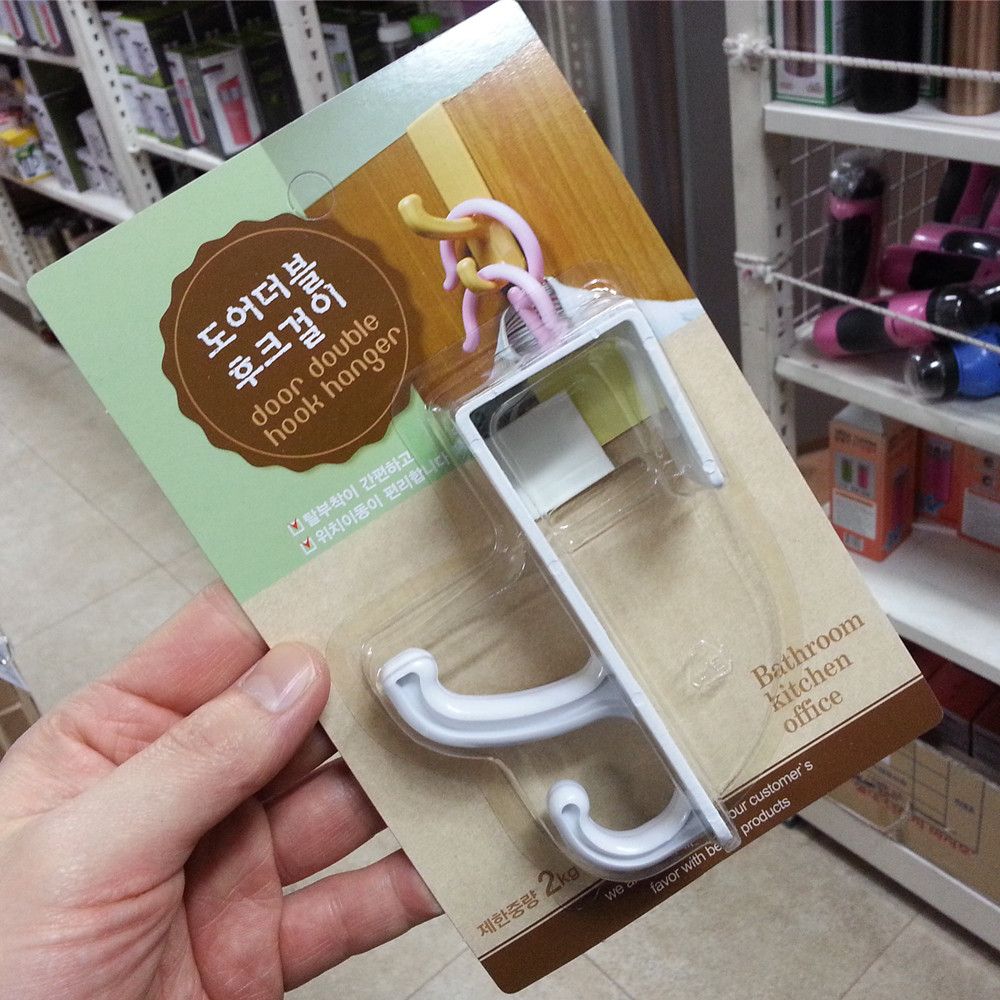 도어더블
후크걸이
door double
hook hanger
탈부착이 간편하고
위치이동이 편리합니다
Bathroom
kitchen
office
제한중량 2kg
our customer's
favor with be products